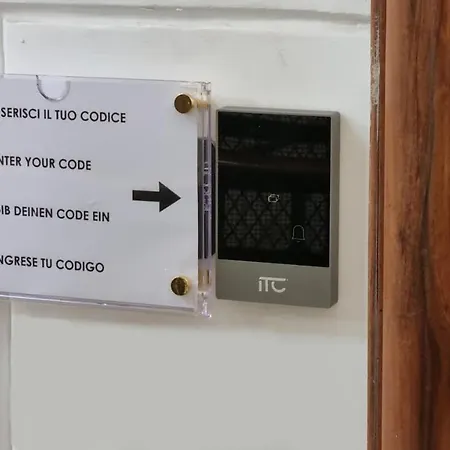 SERISCI IL TUO CODICE
NTER YOUR CODE
IB DEINEN CODE EIN
NGRESE TU CODIGO
ITC